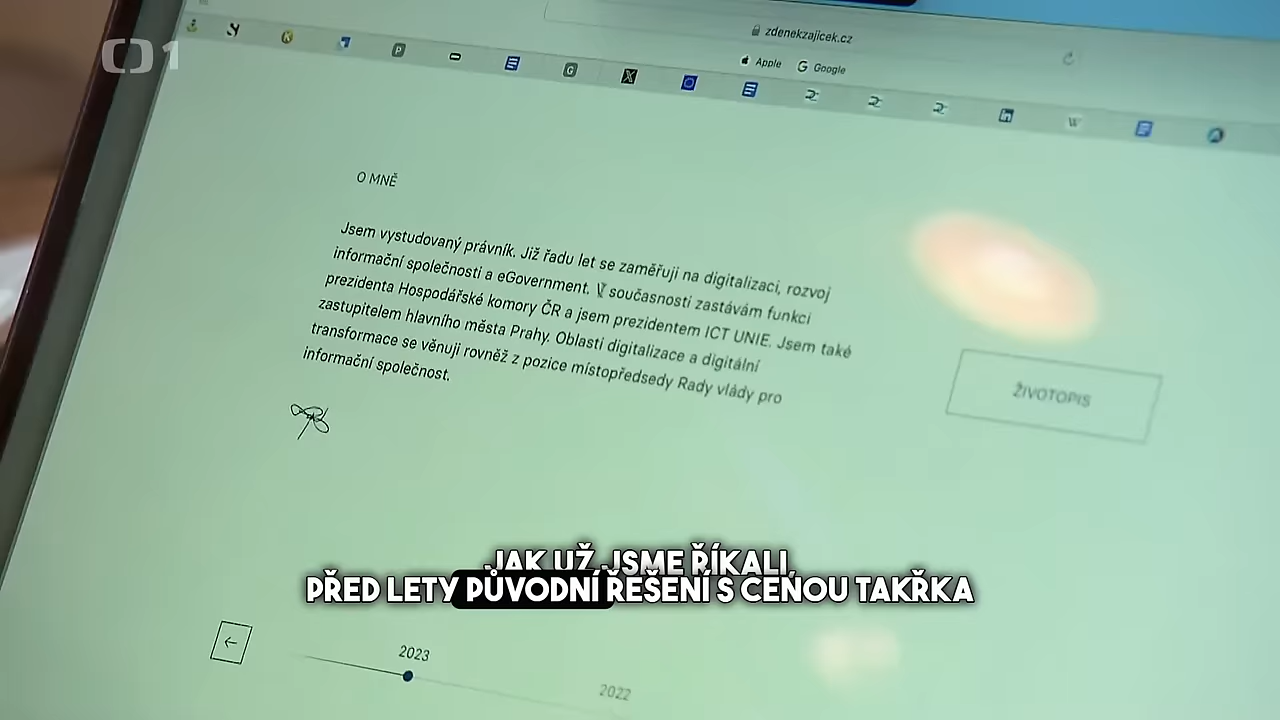 1
zdenekzajicek.cz
Apple
Google
O MNĚ
Jsem vystudovaný právník. Již řadu let se zaměřuji na digitalizaci, rozvoj
informační společnosti a eGovernment. V současnosti zastávám funkci
prezidenta Hospodářské komory ČR a jsem prezidentem ICT UNIE. Jsem také
zastupitelem hlavního města Prahy. Oblasti digitalizace a digitální
transformace se věnuji rovněž z pozice místopředsedy Rady vlády pro
informační společnost.
ŽIVOTOPIS
JAK UŽ JSME ŘÍKALI,
PŘED LETY PŮVODNÍ ŘEŠENÍ S CENOU TAKŘKA
2023
2022